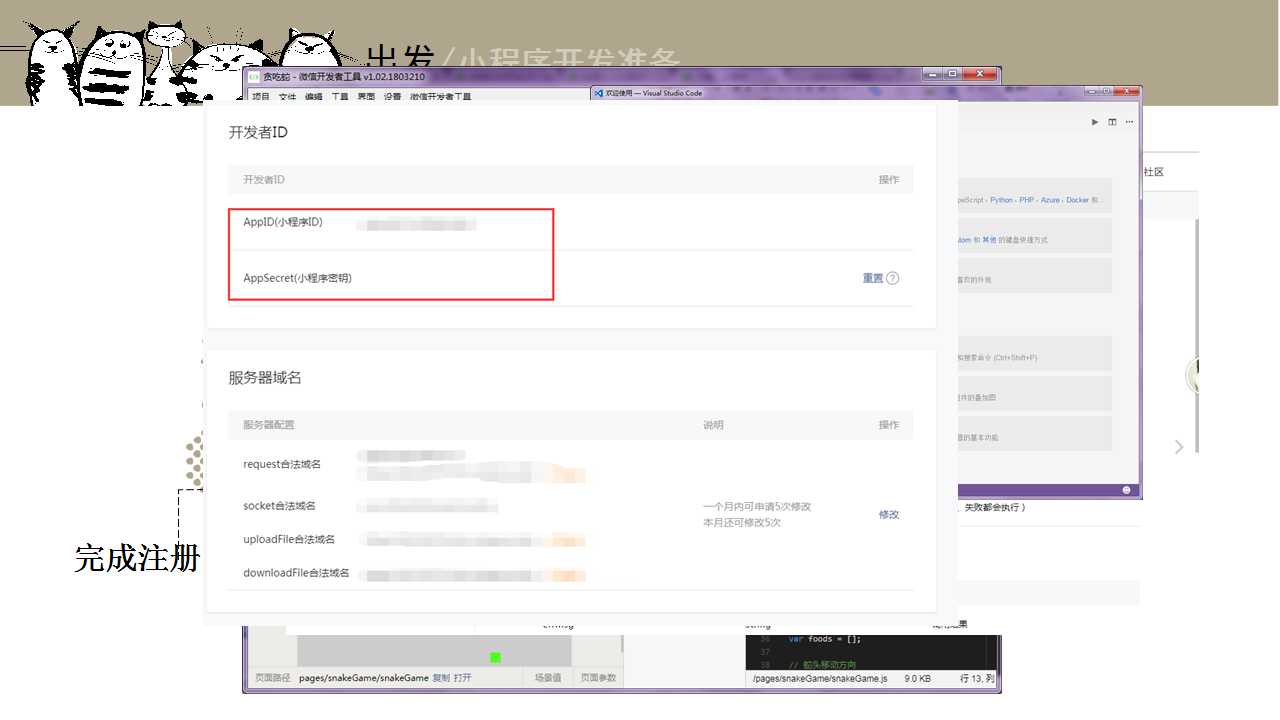 出发/小程序开发准备
贪吃蛇 - 微信开发者工具 v1.02.1803210
项目 文件 编辑 工具 界面 设置 微信开发者工具
欢迎使用 — Visual Studio Code
开发者ID
开发者ID 操作
AppID(小程序ID)
AppSecret(小程序密钥) 重置
服务器域名
服务器配置 说明 操作
request合法域名
socket合法域名
uploadFile合法域名
downloadFile合法域名
一个月内可申请5次修改
本月还可修改5次
修改
社区
peScript - Python - PHP - Azure - Docker 和...
和 其他 的键盘快捷方式
和搜索命令 (Ctrl+Shift+P)
组件的叠加图
的基本功能
、失败都会执行）
完成注册
36 var foods = [];
37
38 // 蛇头移动方向
页面路径 pages/snakeGame/snakeGame 复制 打开 场景值 页面参数
/pages/snakeGame/snakeGame.js 9.0 KB 行 13, 列